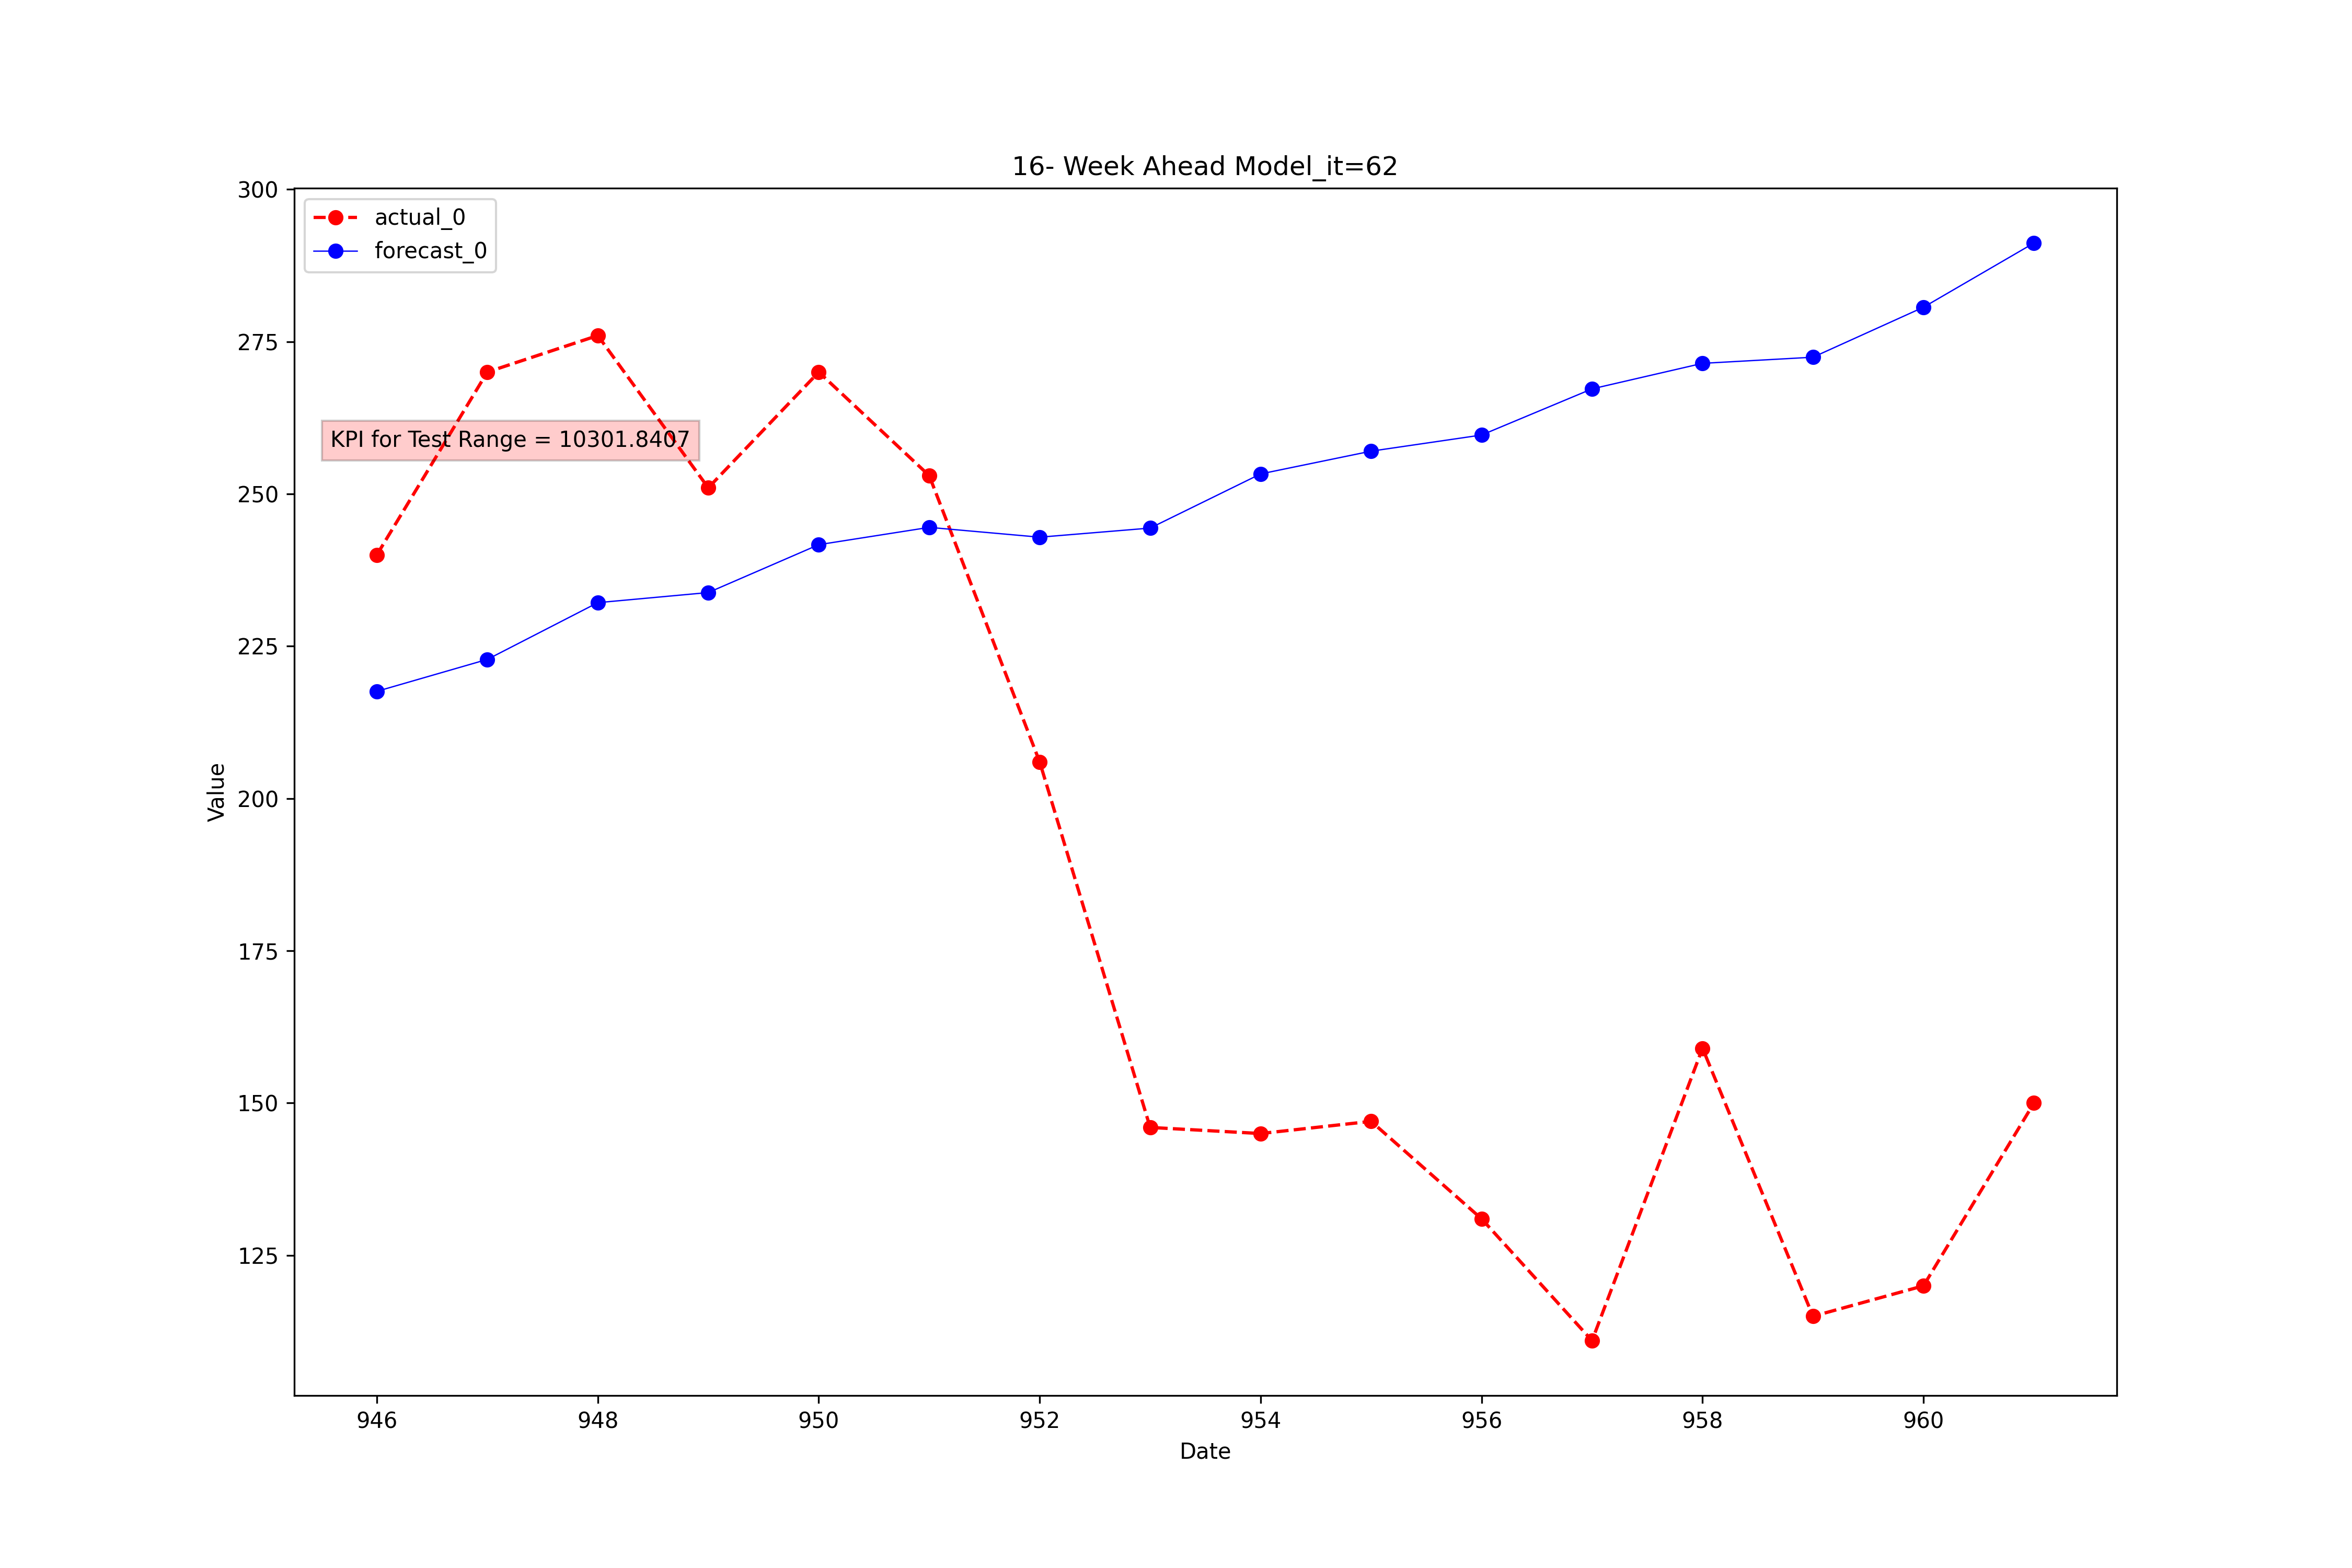 16- Week Ahead Model_it=62
actual_0
forecast_0
KPI for Test Range = 10301.8407
Value
300
275
250
225
200
175
150
125
946 948 950 952 954 956 958 960
Date